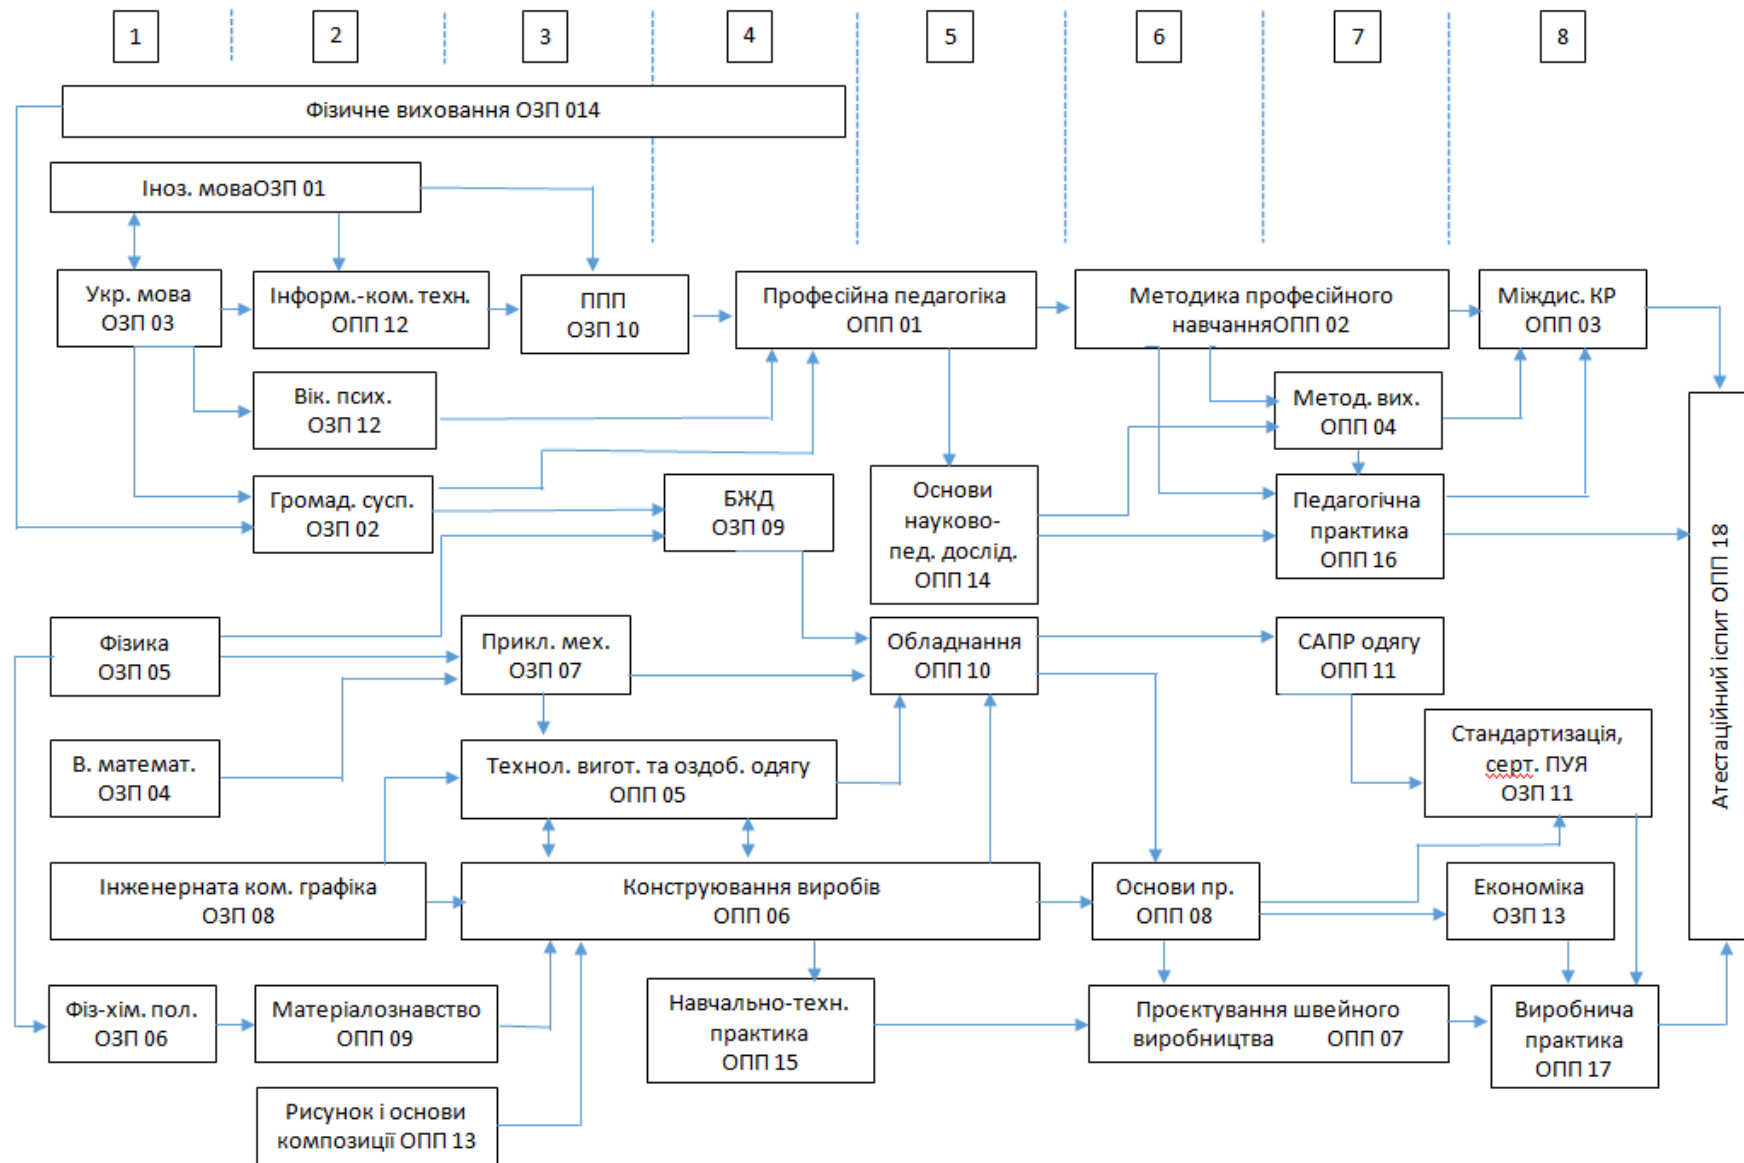 1
2
3
4
5
6
7
8
Фізичне виховання ОЗП 014
Іноз. моваОЗП 01
Укр. мова
ОЗП 03
Інформ.-ком. техн.
ОПП 12
ППП
ОЗП 10
Професійна педагогіка
ОПП 01
Методика професійного
навчанняОПП 02
Міждис. КР
ОПП 03
Вік. псих.
ОЗП 12
Метод. вих.
ОПП 04
Громад. сусп.
ОЗП 02
БЖД
ОЗП 09
Основи
науково-
пед. дослід.
ОПП 14
Педагогічна
практика
ОПП 16
Атестаційний іспит ОПП 18
Фізика
ОЗП 05
Прикл. мех.
ОЗП 07
Обладнання
ОПП 10
САПР одягу
ОПП 11
В. математ.
ОЗП 04
Технол. вигот. та оздоб. одягу
ОПП 05
Стандартизація,
серт. ПУЯ
ОЗП 11
Інженерната ком. графіка
ОЗП 08
Конструювання виробів
ОПП 06
Основи пр.
ОПП 08
Економіка
ОЗП 13
Фіз-хім. пол.
ОЗП 06
Матеріалознавство
ОПП 09
Навчально-техн.
практика
ОПП 15
Проєктування швейного
виробництва ОПП 07
Виробнича
практика
ОПП 17
Рисунок і основи
композиції ОПП 13